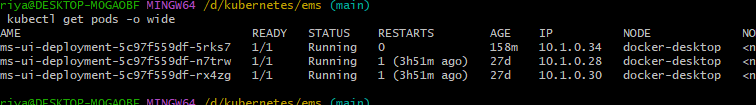 riya@DESKTOP-MOGAOBF MINGW64 /d/kubernetes/ems (main)
kubectl get pods -o wide
AME READY STATUS RESTARTS AGE IP NODE NO
ms-ui-deployment-5c97f559df-5rks7 1/1 Running 0 158m 10.1.0.34 docker-desktop <n
ms-ui-deployment-5c97f559df-n7trw 1/1 Running 1 (3h51m ago) 27d 10.1.0.28 docker-desktop <n
ms-ui-deployment-5c97f559df-rx4zg 1/1 Running 1 (3h51m ago) 27d 10.1.0.30 docker-desktop <n
riya@DESKTOP-MOGAOBF MINGW64 /d/kubernetes/ems (main)